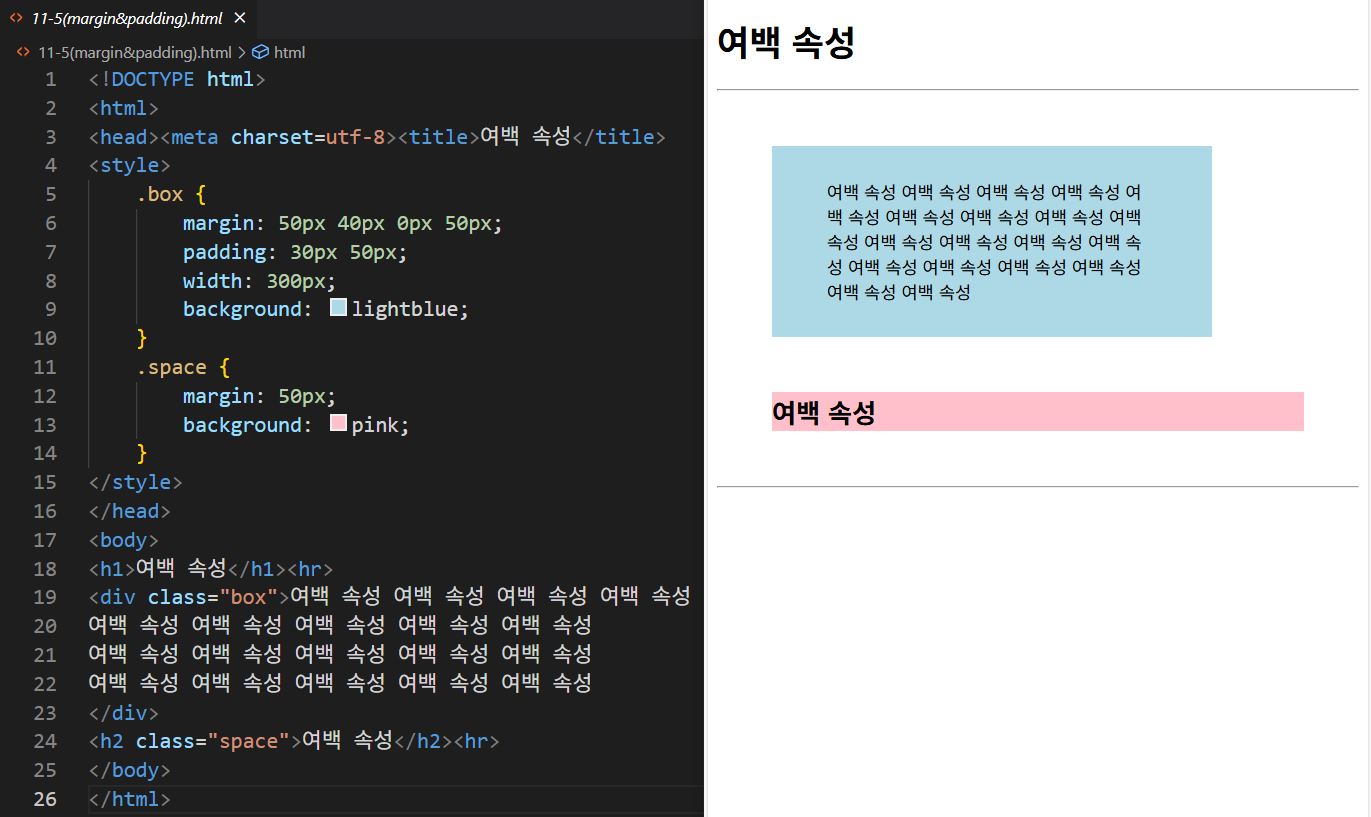 11-5(margin&padding).html ×
11-5(margin&padding).html > html
1 <!DOCTYPE html>
2 <html>
3 <head><meta charset=utf-8><title>여백 속성</title>
4 <style>
5 .box {
6 margin: 50px 40px 0px 50px;
7 padding: 30px 50px;
8 width: 300px;
9 background: lightblue;
10 }
11 .space {
12 margin: 50px;
13 background: pink;
14 }
15 </style>
16 </head>
17 <body>
18 <h1>여백 속성</h1><hr>
19 <div class="box">여백 속성 여백 속성 여백 속성 여백 속성
20 여백 속성 여백 속성 여백 속성 여백 속성 여백 속성
21 여백 속성 여백 속성 여백 속성 여백 속성 여백 속성
22 여백 속성 여백 속성 여백 속성 여백 속성 여백 속성
23 </div>
24 <h2 class="space">여백 속성</h2><hr>
25 </body>
26 </html>
여백 속성
여백 속성 여백 속성 여백 속성 여백 속성 여
백 속성 여백 속성 여백 속성 여백 속성 여백
속성 여백 속성 여백 속성 여백 속성 여백 속
성 여백 속성 여백 속성 여백 속성 여백 속성
여백 속성 여백 속성
여백 속성